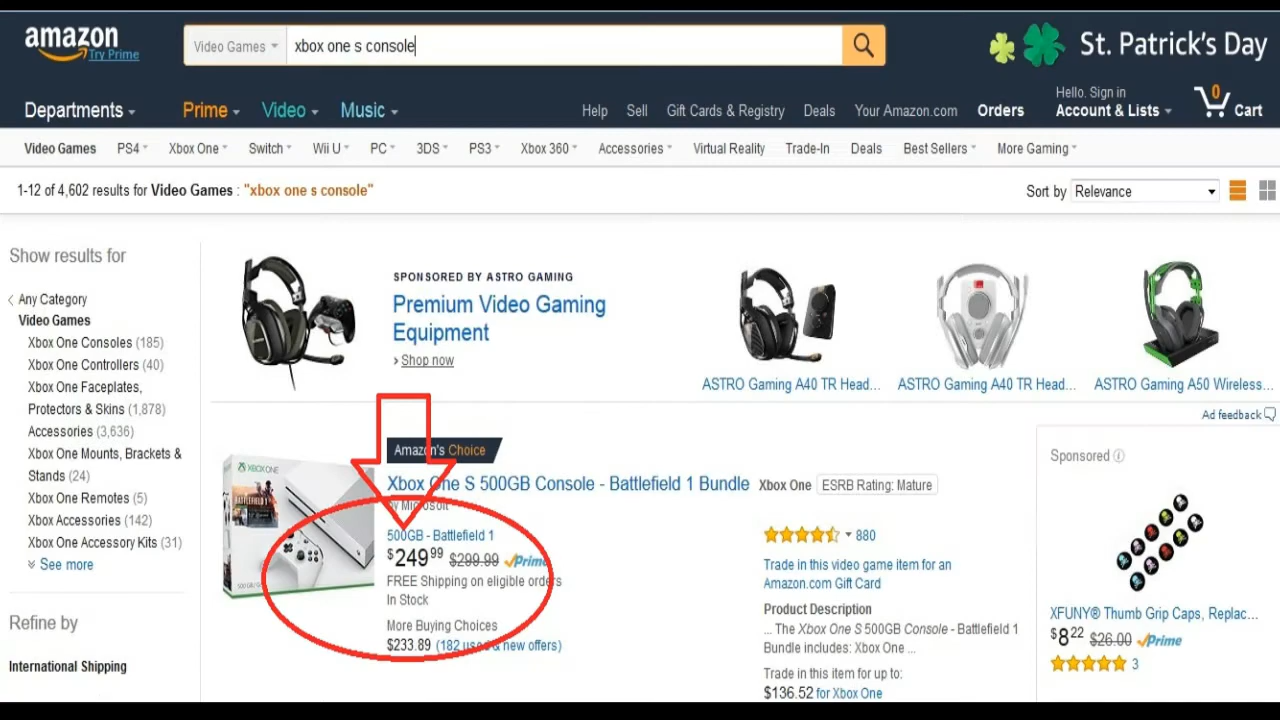 amazon
Try Prime
Video Games
xbox one s console
St. Patrick's Day
Departments
Prime
Video
Music
Help
Sell
Gift Cards & Registry
Deals
Your Amazon.com
Orders
Hello. Sign in
Account & Lists
0
Cart
Video Games
PS4
Xbox One
Switch
Wii U
PC
3DS
PS3
Xbox 360
Accessories
Virtual Reality
Trade-In
Deals
Best Sellers
More Gaming
1-12 of 4,602 results for Video Games : "xbox one s console"
Sort by
Relevance
Show results for
Any Category
Video Games
Xbox One Consoles (185)
Xbox One Controllers (40)
Xbox One Faceplates,
Protectors & Skins (1,878)
Accessories (3,636)
Xbox One Mounts, Brackets &
Stands (24)
Xbox One Remotes (5)
Xbox Accessories (142)
Xbox One Accessory Kits (31)
See more
Refine by
International Shipping
SPONSORED BY ASTRO GAMING
Premium Video Gaming
Equipment
Shop now
ASTRO Gaming A40 TR Head...
ASTRO Gaming A40 TR Head...
ASTRO Gaming A50 Wireless...
Ad feedback
XBOX ONE
BATTLEFIELD 1
Amazon's Choice
Xbox One S 500GB Console - Battlefield 1 Bundle
Xbox One
ESRB Rating: Mature
by Microsoft
500GB - Battlefield 1
$249 99 $299.99 Prime
FREE Shipping on eligible orders
In Stock
More Buying Choices
$233.89 (182 used & new offers)
880
Trade in this video game item for an
Amazon.com Gift Card
Product Description
... The Xbox One S 500GB Console - Battlefield 1
Bundle includes: Xbox One ...
Trade in this item for up to:
$136.52 for Xbox One
Sponsored
XFUNY® Thumb Grip Caps, Replac...
$8 22 $26.00 Prime
3